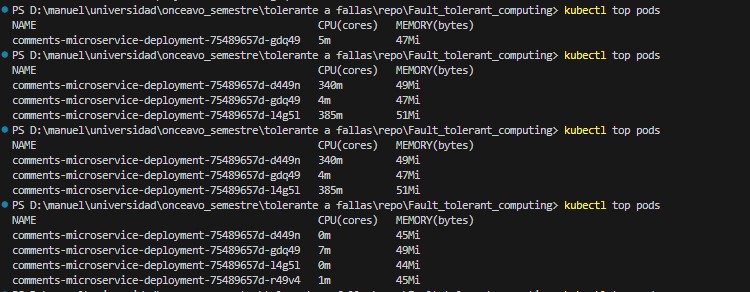 PS D:\manuel\universidad\onceavo_semestre\tolerante a fallas\repo\Fault_tolerant_computing> kubectl top pods
NAME CPU(cores) MEMORY(bytes)
comments-microservice-deployment-75489657d-gdq49 5m 47Mi
PS D:\manuel\universidad\onceavo_semestre\tolerante a fallas\repo\Fault_tolerant_computing> kubectl top pods
NAME CPU(cores) MEMORY(bytes)
comments-microservice-deployment-75489657d-d449n 340m 49Mi
comments-microservice-deployment-75489657d-gdq49 4m 47Mi
comments-microservice-deployment-75489657d-l4g5l 385m 51Mi
PS D:\manuel\universidad\onceavo_semestre\tolerante a fallas\repo\Fault_tolerant_computing> kubectl top pods
NAME CPU(cores) MEMORY(bytes)
comments-microservice-deployment-75489657d-d449n 340m 49Mi
comments-microservice-deployment-75489657d-gdq49 4m 47Mi
comments-microservice-deployment-75489657d-l4g5l 385m 51Mi
PS D:\manuel\universidad\onceavo_semestre\tolerante a fallas\repo\Fault_tolerant_computing> kubectl top pods
NAME CPU(cores) MEMORY(bytes)
comments-microservice-deployment-75489657d-d449n 0m 45Mi
comments-microservice-deployment-75489657d-gdq49 7m 49Mi
comments-microservice-deployment-75489657d-l4g5l 0m 44Mi
comments-microservice-deployment-75489657d-r49v4 1m 45Mi